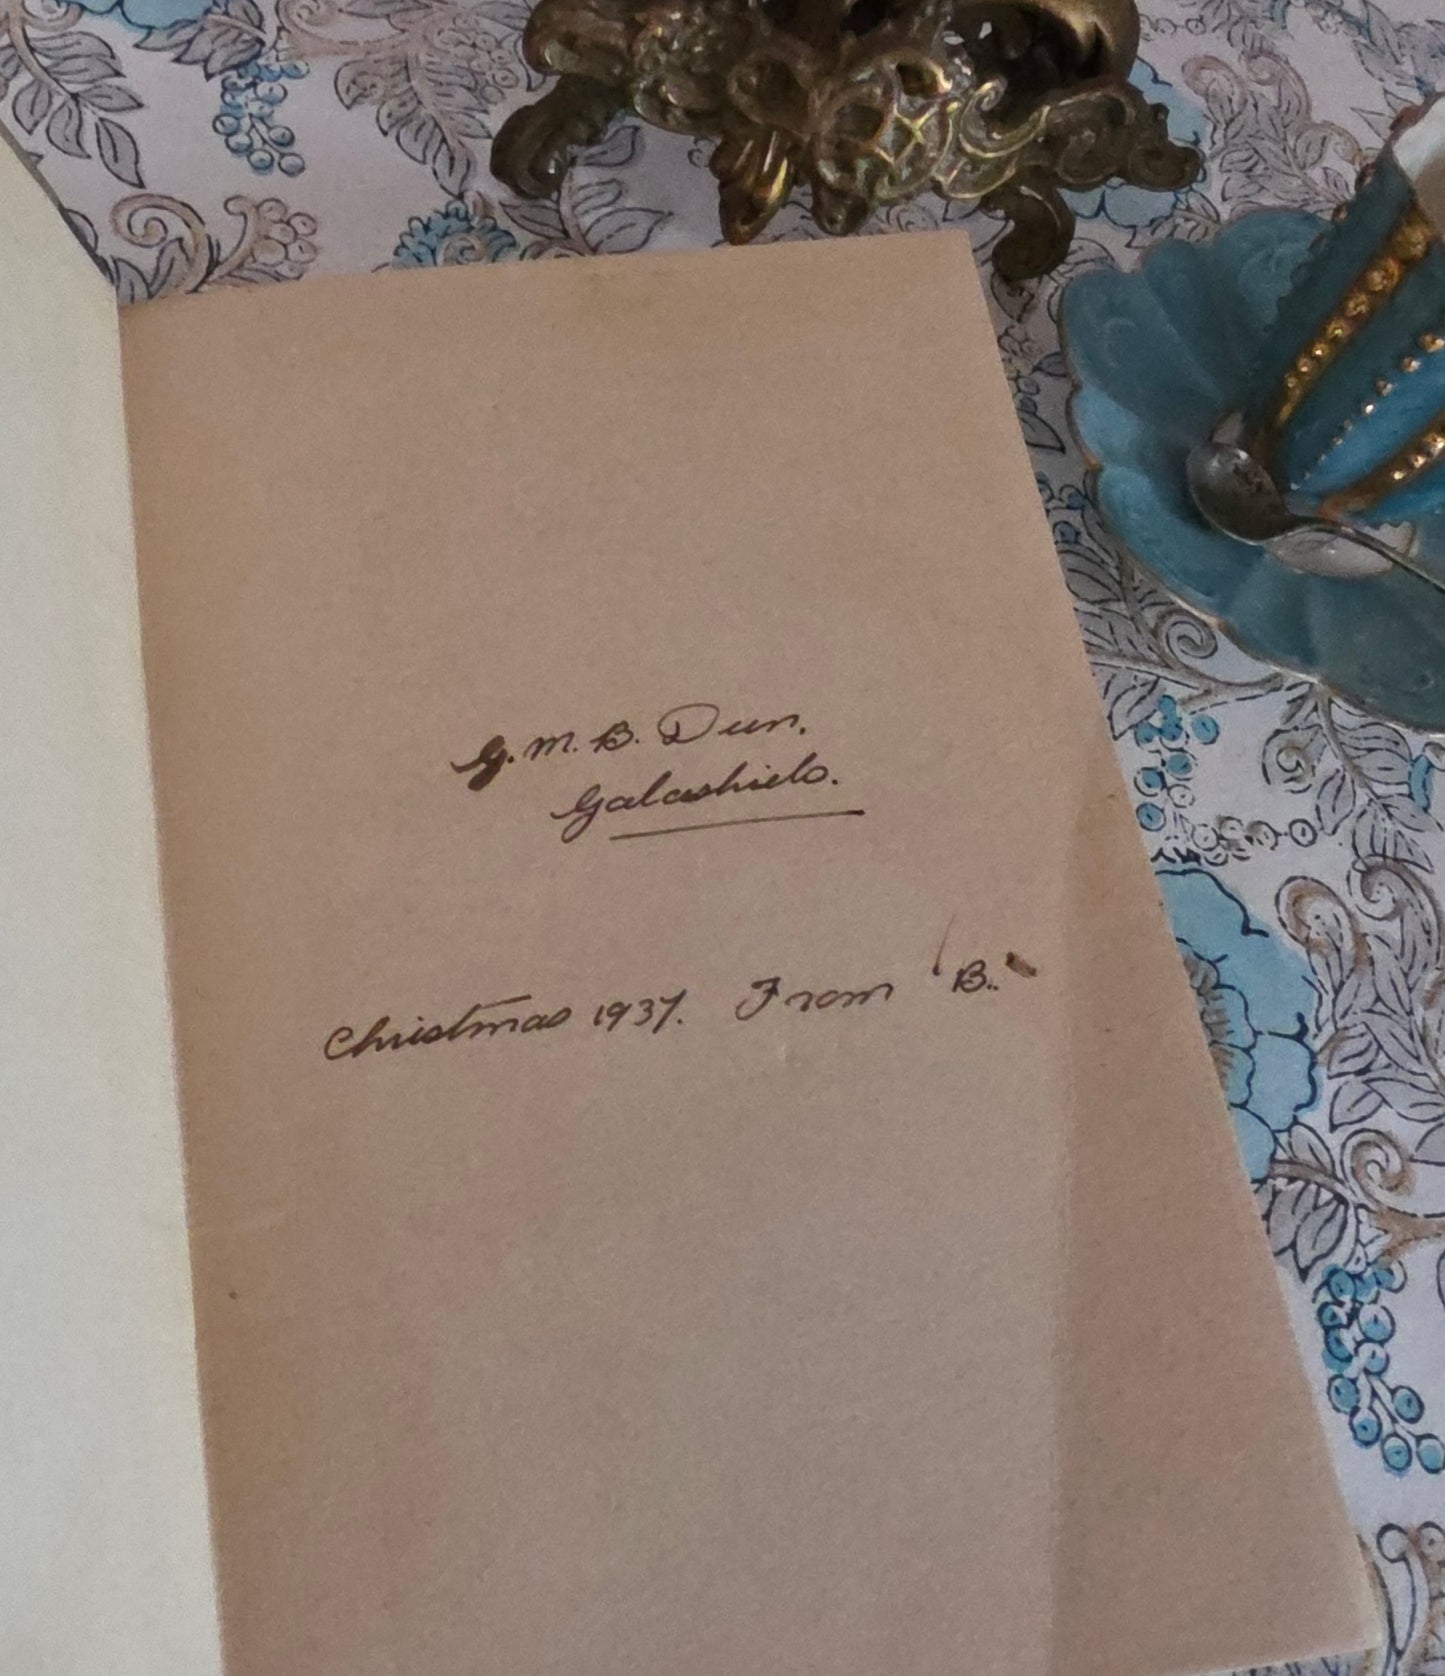 G. M. B. Dun.
Galashiels.
Christmas 1937. From 'B.'